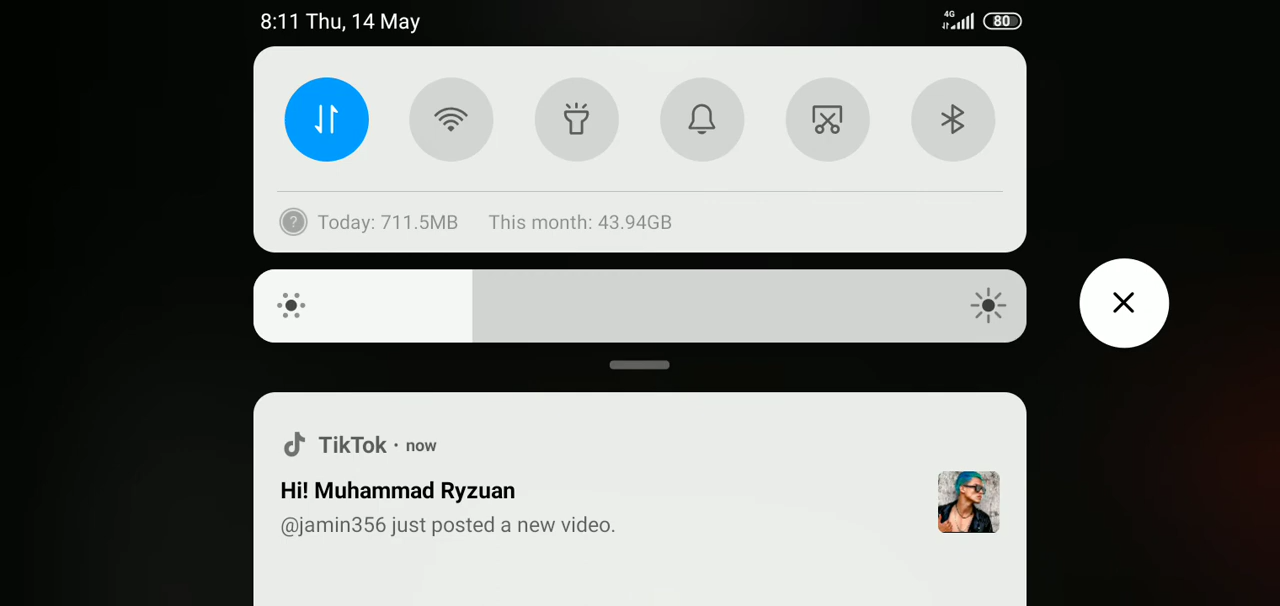 8:11 Thu, 14 May 4G 80
? Today: 711.5MB This month: 43.94GB
TikTok · now
Hi! Muhammad Ryzuan
@jamin356 just posted a new video.